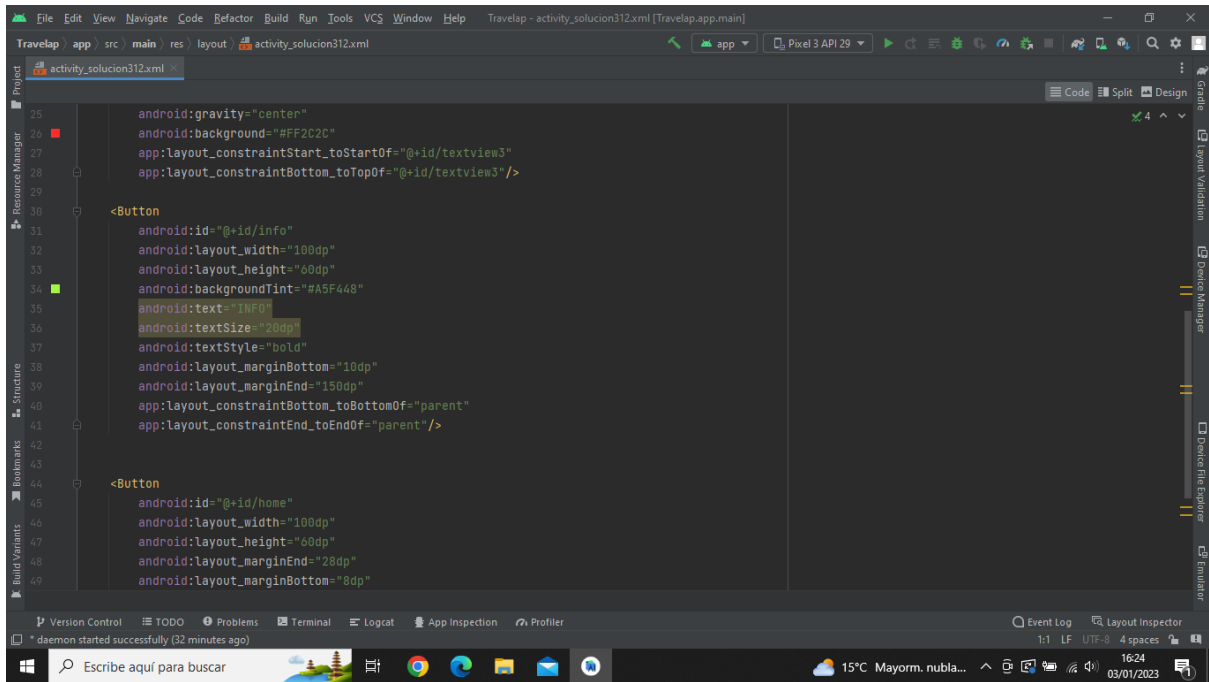 File Edit View Navigate Code Refactor Build Run Tools VCS Window Help Travelap - activity_solucion312.xml [Travelap.app.main]
Travelap app src main res layout activity_solucion312.xml app Pixel 3 API 29
activity_solucion312.xml
Code Split Design
4
25 android:gravity="center"
26 android:background="#FF2C2C"
27 app:layout_constraintStart_toStartOf="@+id/textview3"
28 app:layout_constraintBottom_toTopOf="@+id/textview3"/>
29
30 <Button
31 android:id="@+id/info"
32 android:layout_width="100dp"
33 android:layout_height="60dp"
34 android:backgroundTint="#A5F448"
35 android:text="INFO"
36 android:textSize="20dp"
37 android:textStyle="bold"
38 android:layout_marginBottom="10dp"
39 android:layout_marginEnd="150dp"
40 app:layout_constraintBottom_toBottomOf="parent"
41 app:layout_constraintEnd_toEndOf="parent"/>
42
43
44 <Button
45 android:id="@+id/home"
46 android:layout_width="100dp"
47 android:layout_height="60dp"
48 android:layout_marginEnd="28dp"
49 android:layout_marginBottom="8dp"
Project
Resource Manager
Structure
Bookmarks
Build Variants
Gradle
Layout Validation
Device Manager
Device File Explorer
Emulator
Version Control TODO Problems Terminal Logcat App Inspection Profiler Event Log Layout Inspector
* daemon started successfully (32 minutes ago) 1:1 LF UTF-8 4 spaces
Escribe aquí para buscar 15°C Mayorm. nubla... 16:24
03/01/2023
1